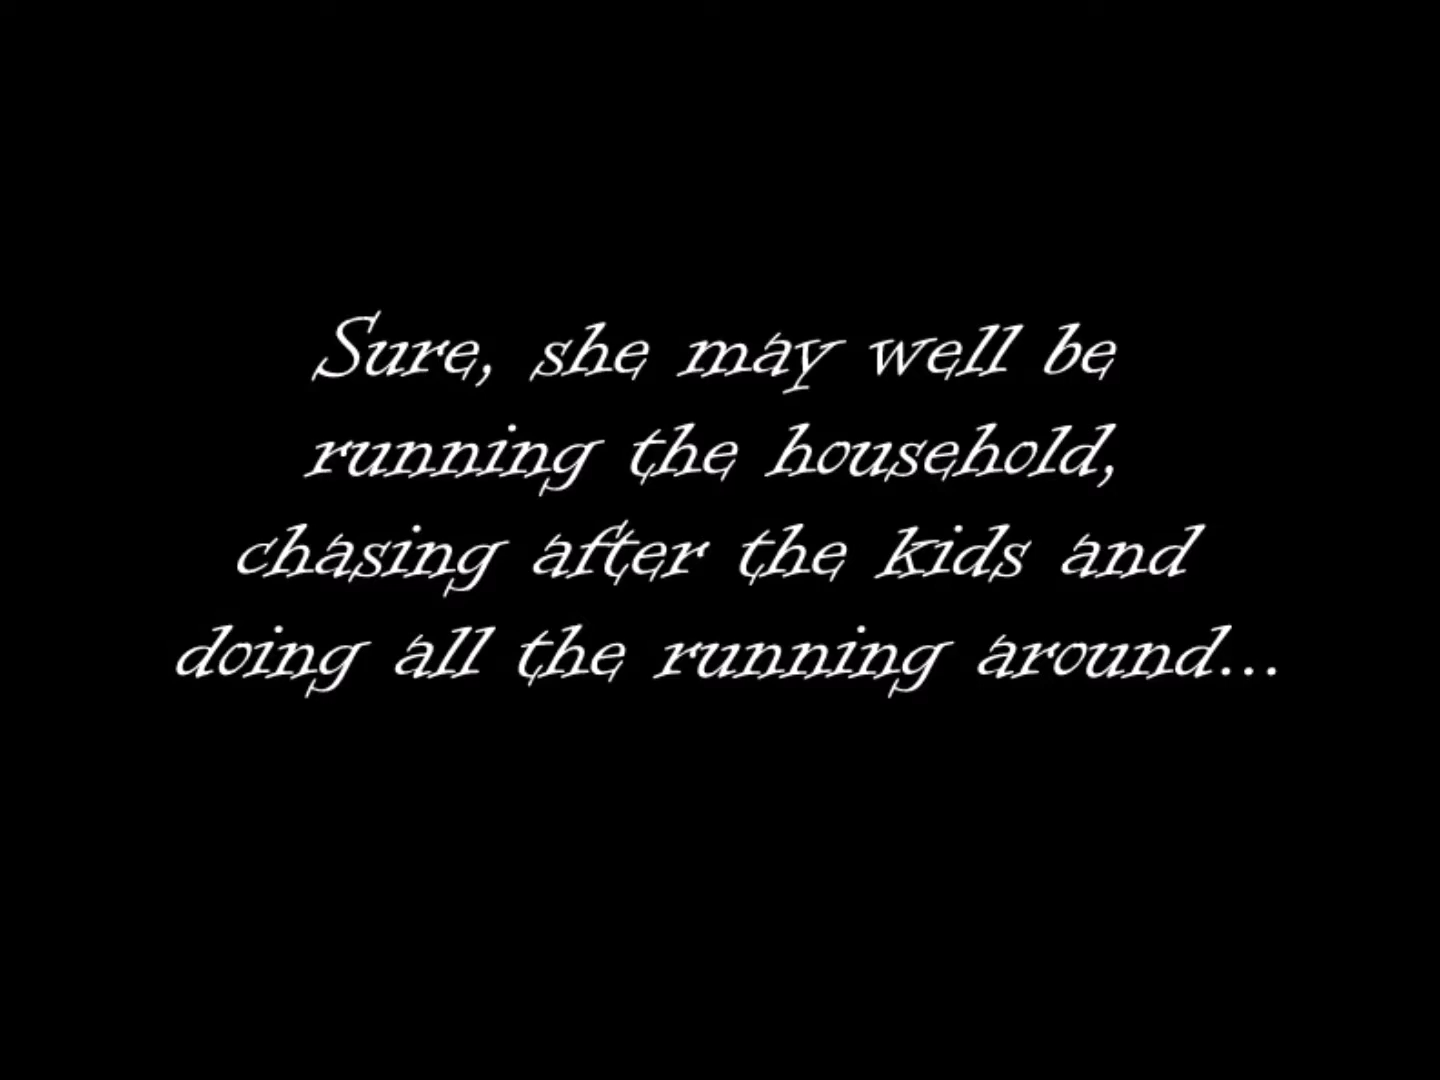 Sure, she may well be
running the household,
chasing after the kids and
doing all the running around...